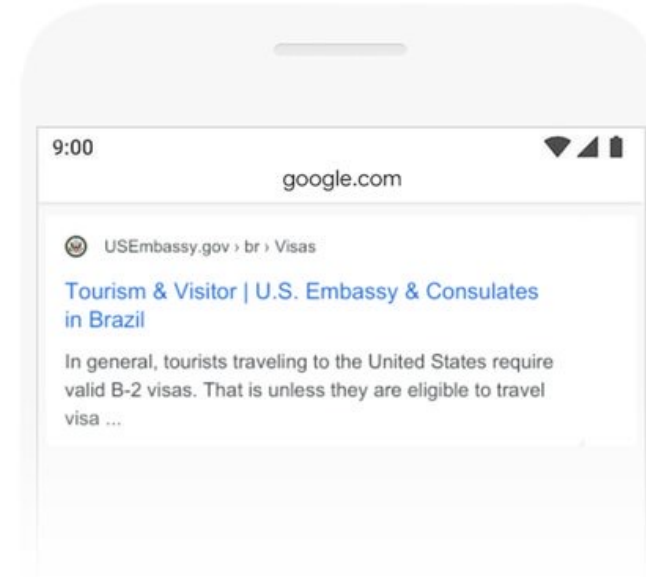 9:00
google.com
USEmbassy.gov › br › Visas
Tourism & Visitor | U.S. Embassy & Consulates
in Brazil
In general, tourists traveling to the United States require
valid B-2 visas. That is unless they are eligible to travel
visa ...